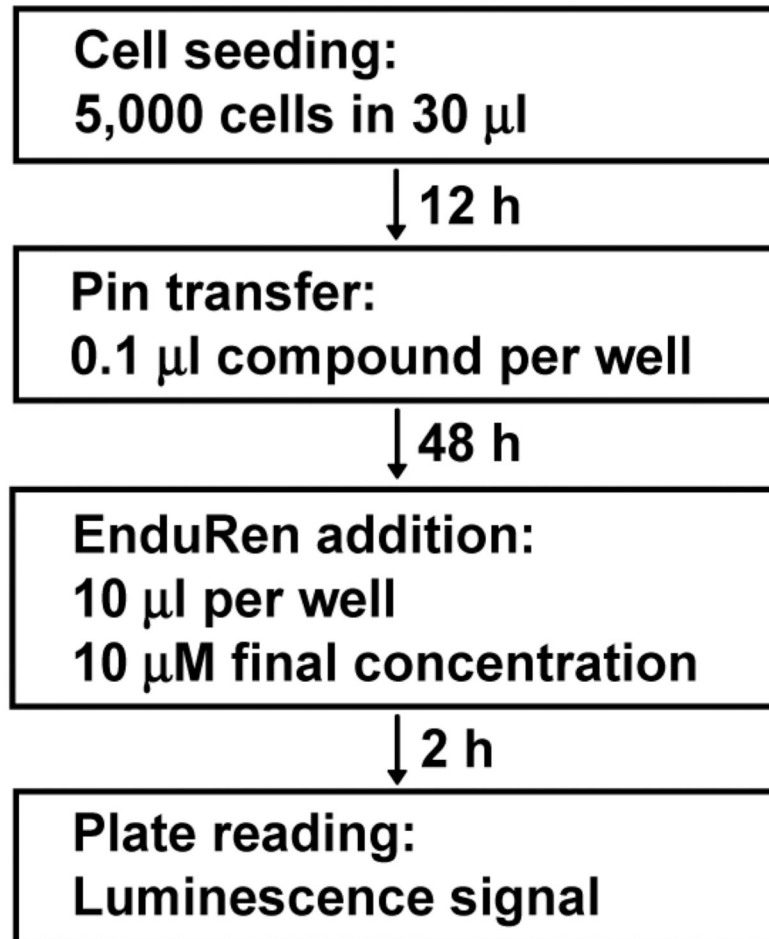 Cell seeding:
5,000 cells in 30 μl
12 h
Pin transfer:
0.1 μl compound per well
48 h
EnduRen addition:
10 μl per well
10 μM final concentration
2 h
Plate reading:
Luminescence signal